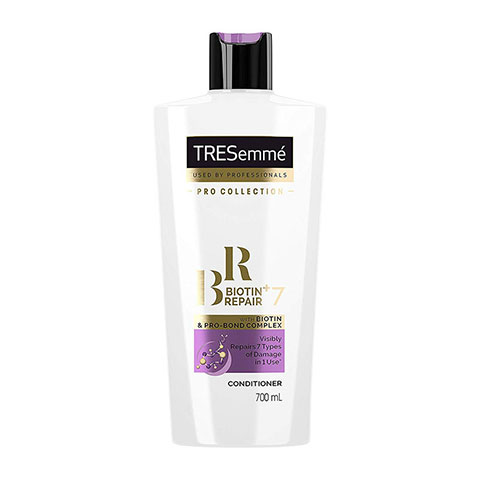 TRESemmé
USED BY PROFESSIONALS
PRO COLLECTION
BR
BIOTIN+
REPAIR 7
WITH BIOTIN
& PRO-BOND COMPLEX
Visibly
Repairs 7 Types
of Damage
in 1 Use*
CONDITIONER
700 mL